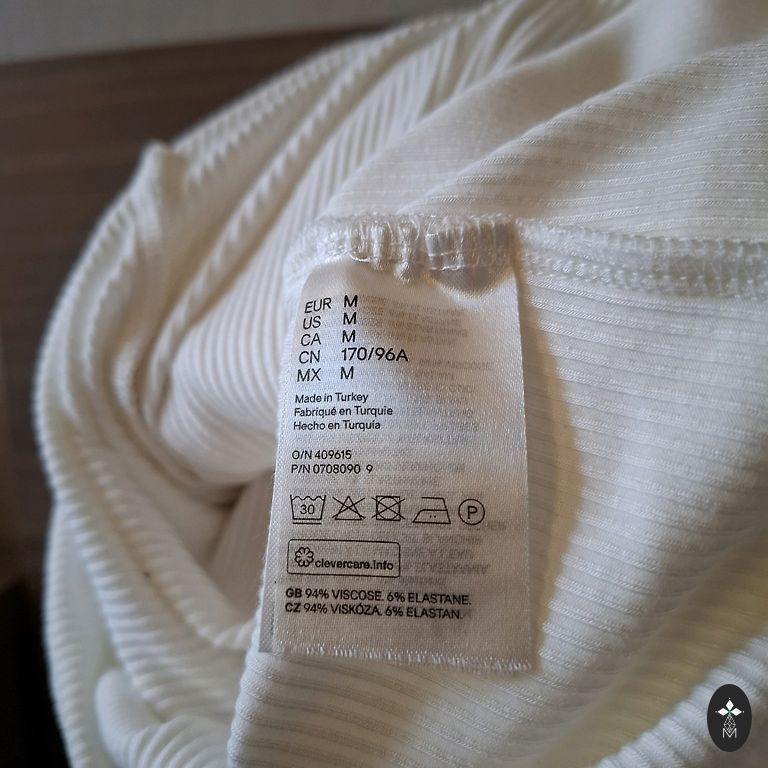 EUR M
US M
CA M
CN 170/96A
MX M
Made in Turkey
Fabriqué en Turquie
Hecho en Turquía
O/N 409615
P/N 0708090 9
30
P
clevercare.info
GB 94% VISCOSE. 6% ELASTANE.
CZ 94% VISKÓZA. 6% ELASTAN.
M